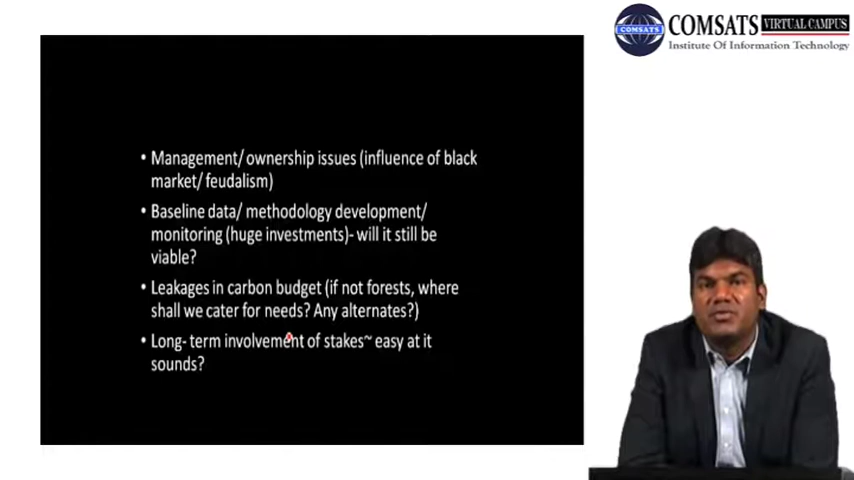 COMSATS VIRTUAL CAMPUS
COMSATS
Institute Of Information Technology
• Management/ ownership issues (influence of black
market/ feudalism)
• Baseline data/ methodology development/
monitoring (huge investments)- will it still be
viable?
• Leakages in carbon budget (if not forests, where
shall we cater for needs? Any alternates?)
• Long- term involvement of stakes~ easy at it
sounds?